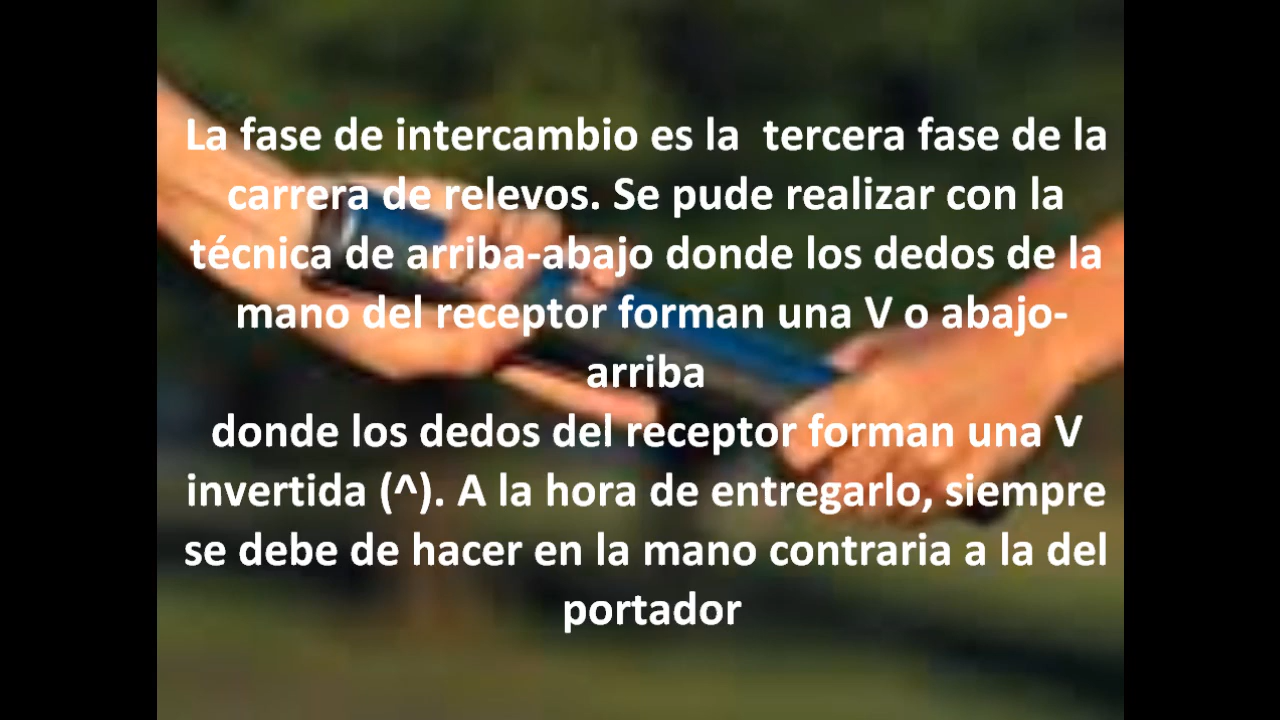 La fase de intercambio es la  tercera fase de la
carrera de relevos. Se pude realizar con la
técnica de arriba-abajo donde los dedos de la
mano del receptor forman una V o abajo-
arriba
donde los dedos del receptor forman una V
invertida (^). A la hora de entregarlo, siempre
se debe de hacer en la mano contraria a la del
portador